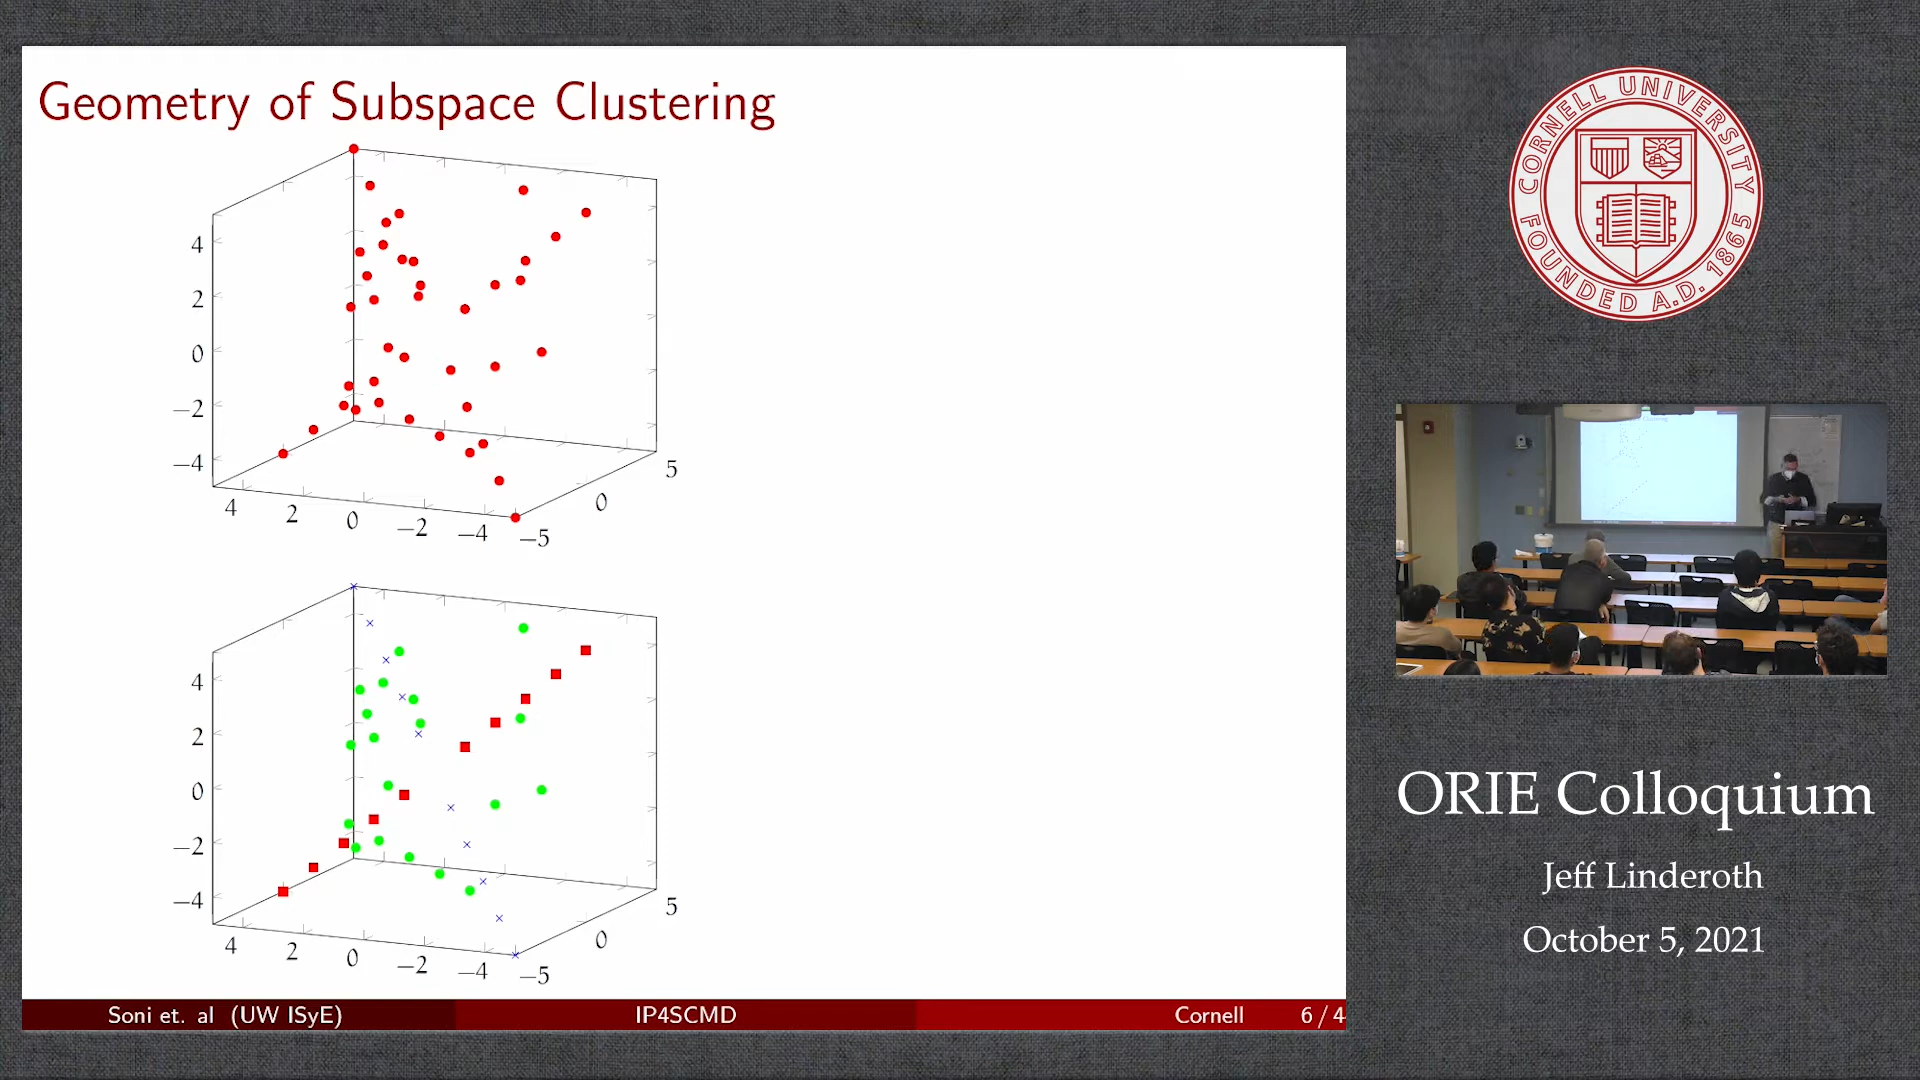 Geometry of Subspace Clustering
4
2
0
−2
−4
4
2
0
−2
−4
−5
0
5
4
2
0
−2
−4
4
2
0
−2
−4
−5
0
5
Soni et. al (UW ISyE)
IP4SCMD
Cornell
6 / 4
CORNELL UNIVERSITY
FOUNDED A.D. 1865
ORIE Colloquium
Jeff Linderoth
October 5, 2021